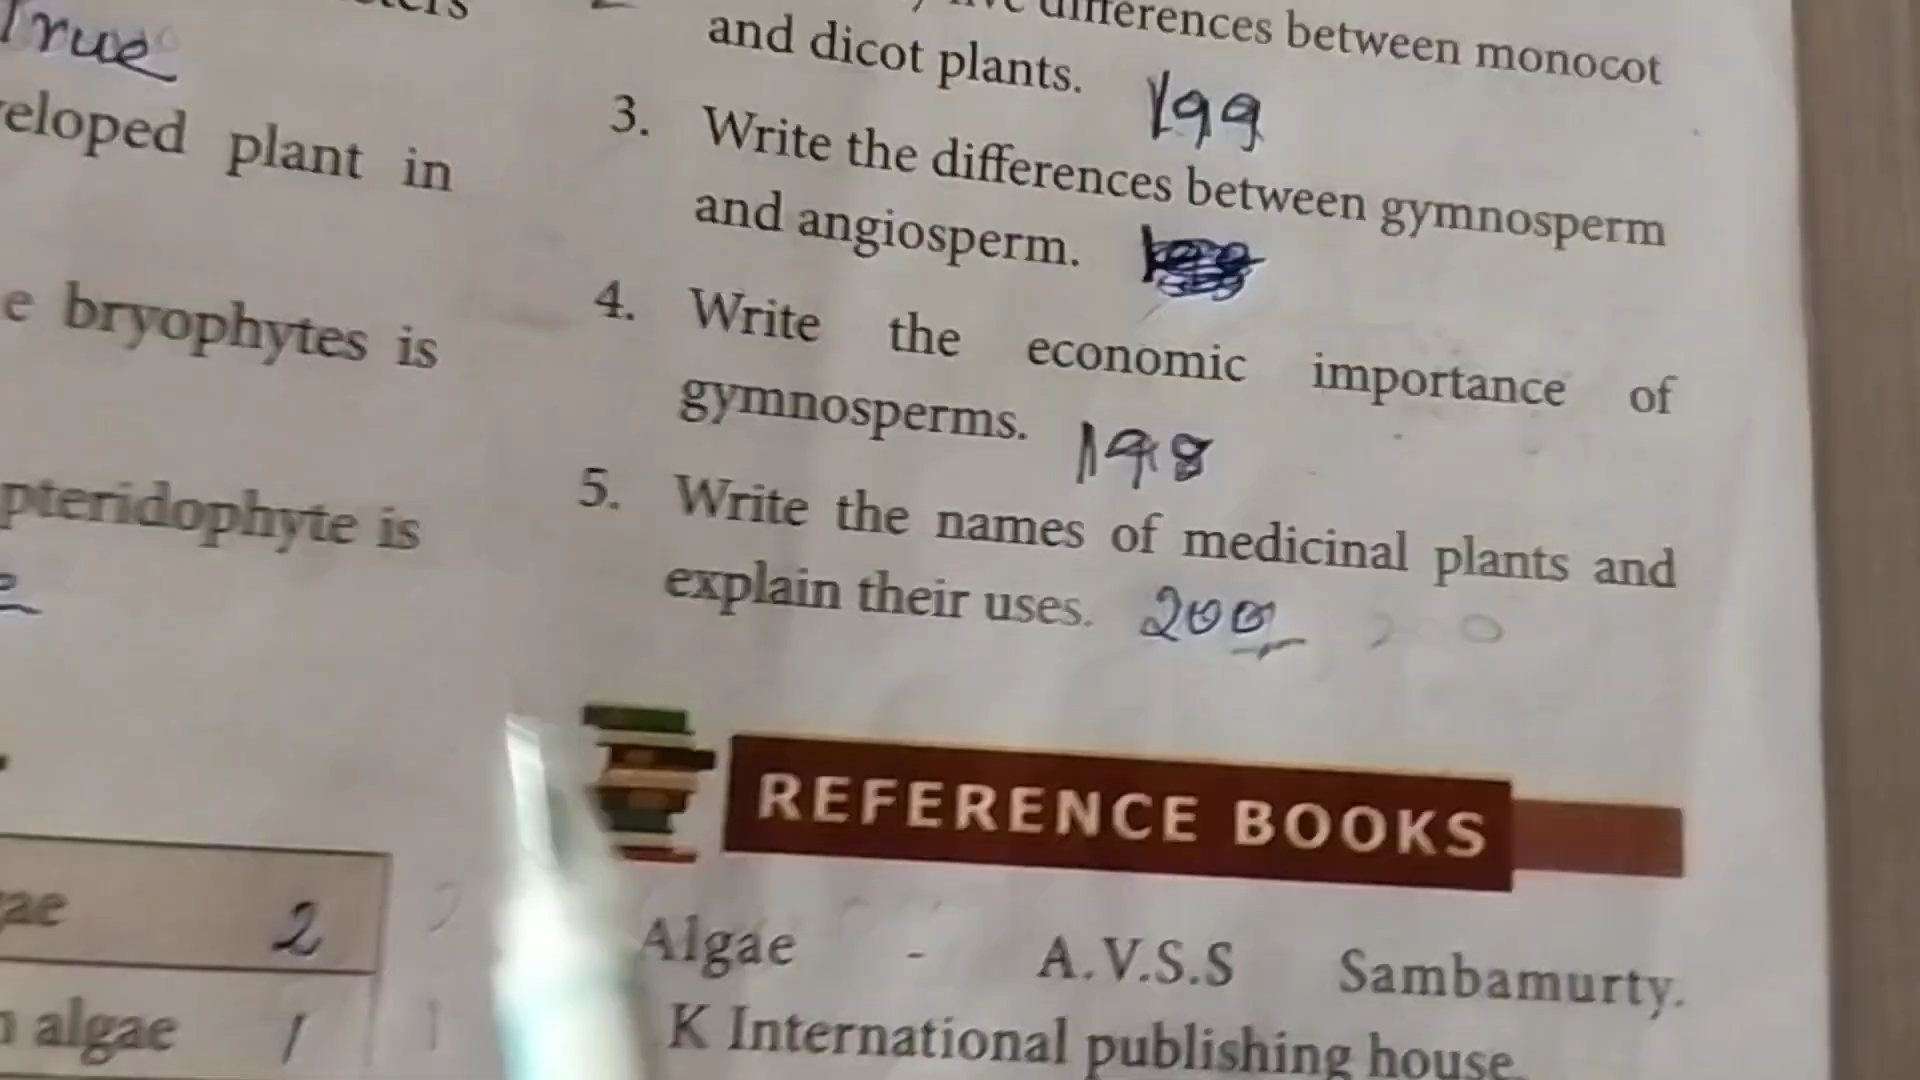 True
plant in
bryophytes is
pteridophyte is
2
algae 1
differences between monocot
and dicot plants. 199
3. Write the differences between gymnosperm
and angiosperm.
4. Write the economic importance of
gymnosperms. 198
5. Write the names of medicinal plants and
explain their uses. 200
REFERENCE BOOKS
Algae - A.V.S.S Sambamurty.
K International publishing house.